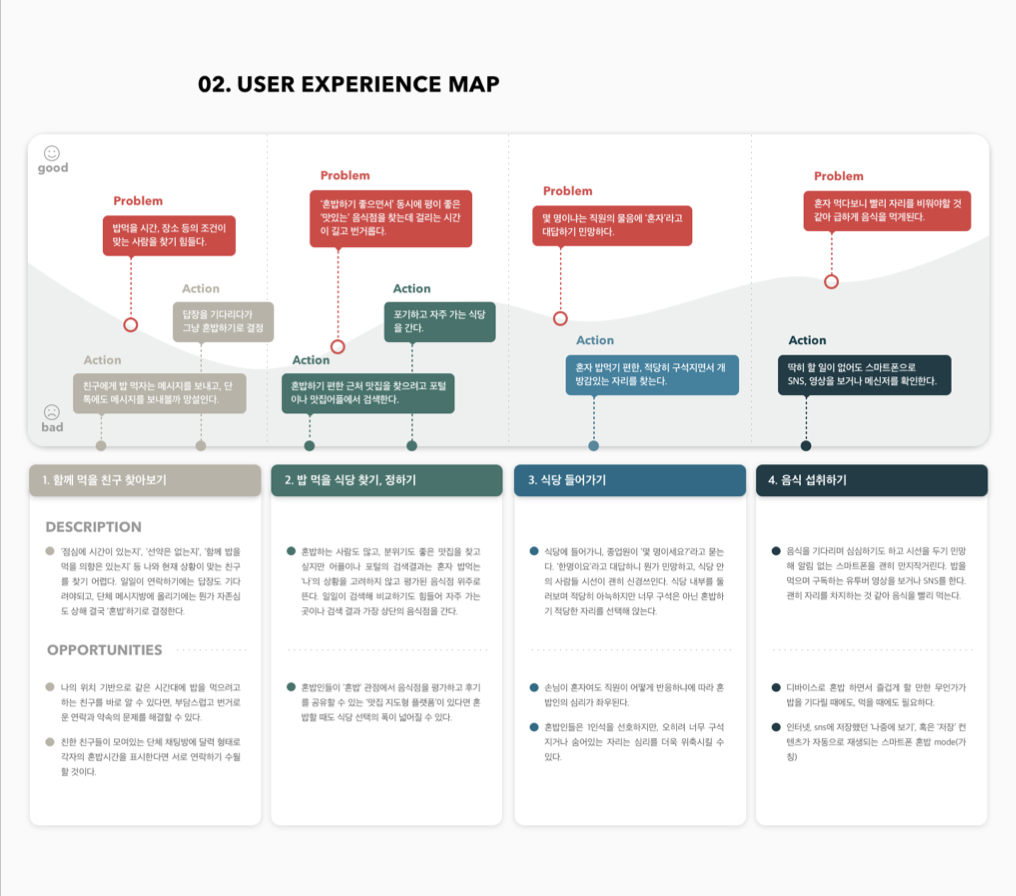 02. USER EXPERIENCE MAP
good
Problem
밥먹을 시간, 장소 등의 조건이
맞는 사람을 찾기 힘들다.
Action
답장을 기다리다가
그냥 혼밥하기로 결정
Action
친구에게 밥 먹자는 메시지를 보내고, 단
톡에도 메시지를 보내볼까 망설인다.
bad
Problem
'혼밥하기 좋으면서' 동시에 평이 좋은
'맛있는' 음식점을 찾는데 걸리는 시간
이 길고 번거롭다.
Action
포기하고 자주 가는 식당
을 간다.
Action
혼밥하기 편한 근처 맛집을 찾으려고 포털
이나 맛집어플에서 검색한다.
Problem
몇 명이냐는 직원의 물음에 '혼자'라고
대답하기 민망하다.
Action
혼자 밥먹기 편한, 적당히 구석지면서 개
방감있는 자리를 찾는다.
Problem
혼자 먹다보니 빨리 자리를 비워야할 것
같아 급하게 음식을 먹게된다.
Action
딱히 할 일이 없어도 스마트폰으로
SNS, 영상을 보거나 메신저를 확인한다.
1. 함께 먹을 친구 찾아보기
DESCRIPTION
'점심에 시간이 있는지', '선약은 없는지', '함께 밥을
먹을 의향은 있는지' 등 나와 현재 상황이 맞는 친구
를 찾기 어렵다. 일일이 연락하기에는 답장도 기다
려야되고, 단체 메시지방에 올리기에는 뭔가 자존심
도 상해 결국 '혼밥'하기로 결정한다.
OPPORTUNITIES
나의 위치 기반으로 같은 시간대에 밥을 먹으려고
하는 친구를 바로 알 수 있다면, 부담스럽고 번거로
운 연락과 약속의 문제를 해결할 수 있다.
친한 친구들이 모여있는 단체 채팅방에 달력 형태로
각자의 혼밥시간을 표시한다면 서로 연락하기 수월
할 것이다.
2. 밥 먹을 식당 찾기, 정하기
혼밥하는 사람도 많고, 분위기도 좋은 맛집을 찾고
싶지만 어플이나 포털의 검색결과는 혼자 밥먹는
'나'의 상황을 고려하지 않고 평가된 음식점 위주로
뜬다. 일일이 검색해 비교하기도 힘들어 자주 가는
곳이나 검색 결과 가장 상단의 음식점을 간다.
혼밥인들이 '혼밥' 관점에서 음식점을 평가하고 후기
를 공유할 수 있는 '맛집 지도형 플랫폼'이 있다면 혼
밥할 때도 식당 선택의 폭이 넓어질 수 있다.
3. 식당 들어가기
식당에 들어가니, 종업원이 '몇 명이세요?'라고 묻는
다. '한명이요'라고 대답하니 뭔가 민망하고, 식당 안
의 사람들 시선이 괜히 신경쓰인다. 식당 내부를 둘
러보며 적당히 아늑하지만 너무 구석은 아닌 혼밥하
기 적당한 자리를 선택해 앉는다.
손님이 혼자여도 직원이 어떻게 반응하냐에 따라 혼
밥인의 심리가 좌우된다.
혼밥인들은 1인석을 선호하지만, 오히려 너무 구석
지거나 숨어있는 자리는 심리를 더욱 위축시킬 수
있다.
4. 음식 섭취하기
음식을 기다리며 심심하기도 하고 시선을 두기 민망
해 알림 없는 스마트폰을 괜히 만지작거린다. 밥을
먹으며 구독하는 유투버 영상을 보거나 SNS를 한다.
괜히 자리를 차지하는 것 같아 음식을 빨리 먹는다.
디바이스로 혼밥 하면서 즐겁게 할 만한 무언가가
밥을 기다릴 때에도, 먹을 때에도 필요하다.
인터넷, sns에 저장했던 '나중에 보기', 혹은 '저장' 컨
텐츠가 자동으로 재생되는 스마트폰 혼밥 mode(가
칭)